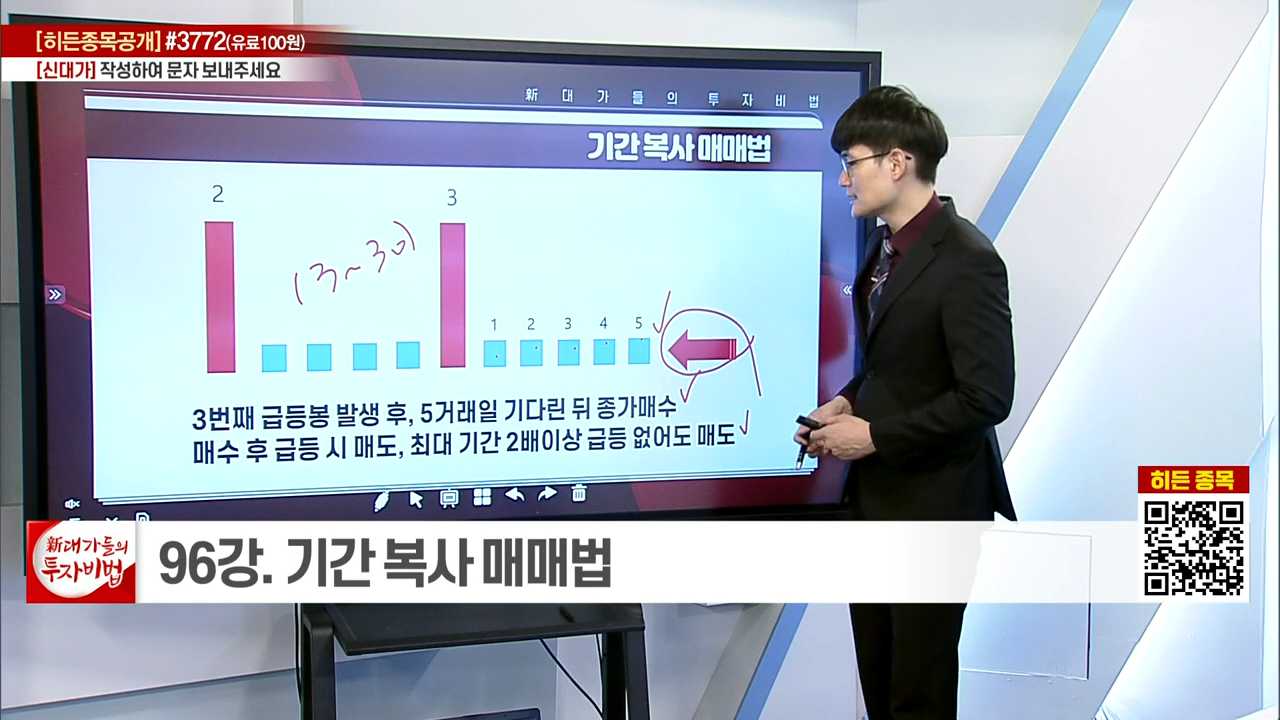 [히든종목공개] #3772(유료100원)
[신대가] 작성하여 문자 보내주세요
新 대 가 들 의 투 자 비 법
기간 복사 매매법
2
3
13~30이
1 2 3 4 5
3번째 급등봉 발생 후, 5거래일 기다린 뒤 종가매수
매수 후 급등 시 매도, 최대 기간 2배이상 급등 없어도 매도
히든 종목
新대가들의
투자비법
96강. 기간 복사 매매법